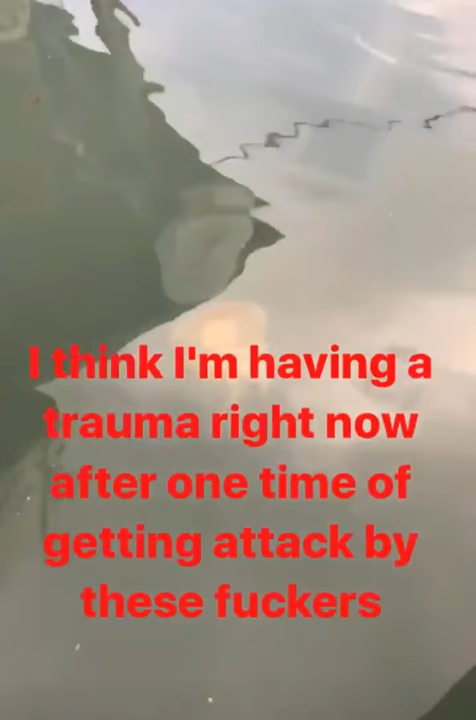 I think I'm having a
trauma right now
after one time of
getting attack by
these fuckers